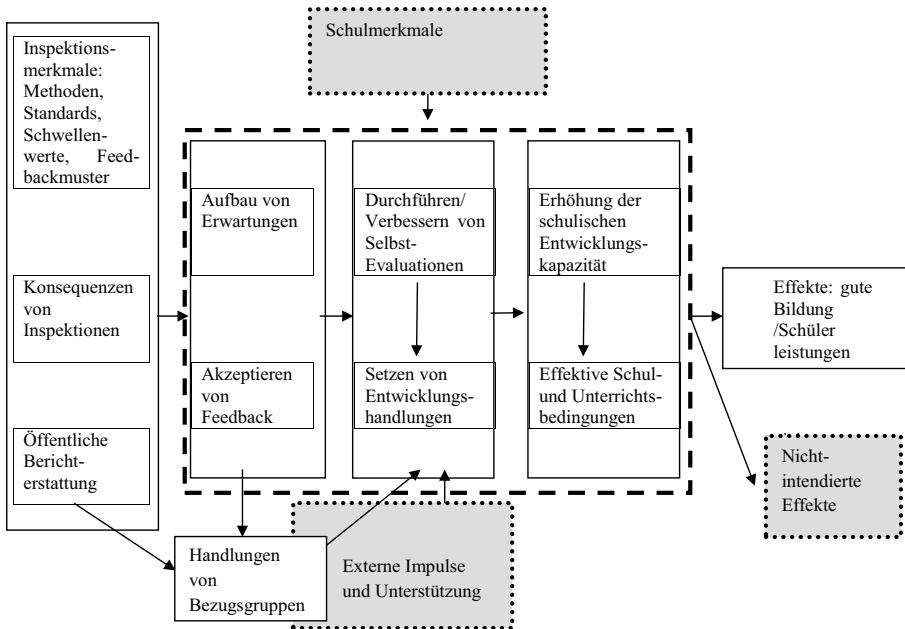 Schulmerkmale
Inspektions-
merkmale:
Methoden,
Standards,
Schwellen-
werte, Feed-
backmuster
Konsequenzen
von
Inspektionen
Öffentliche
Bericht-
erstattung
Aufbau von
Erwartungen
Akzeptieren
von
Feedback
Durchführen/
Verbessern von
Selbst-
Evaluationen
Setzen von
Entwicklungs-
handlungen
Erhöhung der
schulischen
Entwicklungs-
kapazität
Effektive Schul-
und Unterrichts-
bedingungen
Effekte: gute
Bildung
/Schüler
leistungen
Nicht-
intendierte
Effekte
Handlungen
von
Bezugsgruppen
Externe Impulse
und Unterstützung